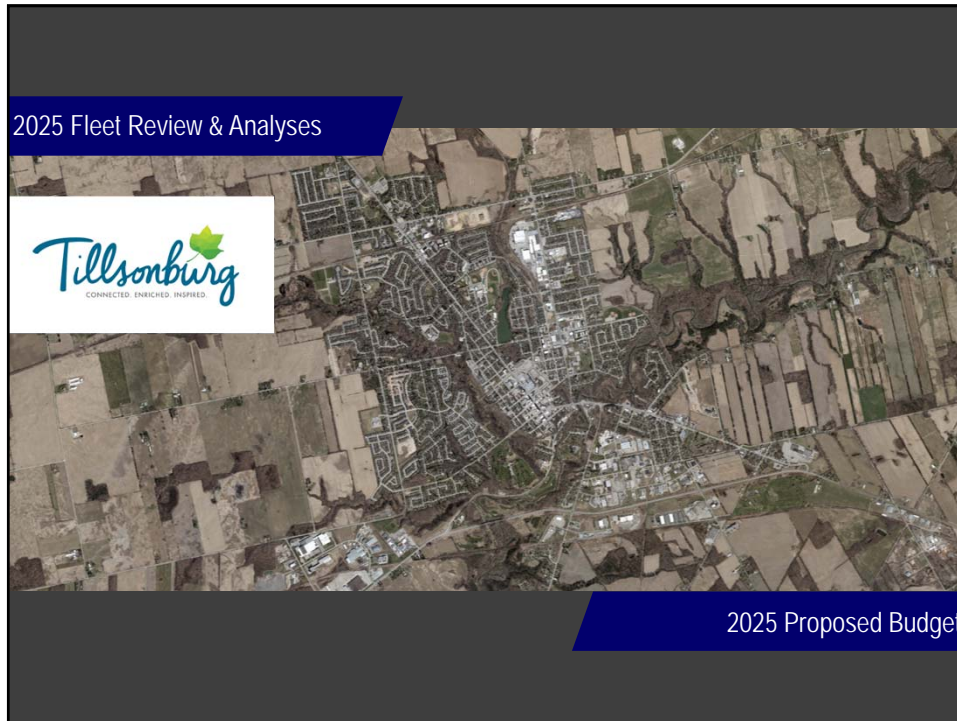 2025 Fleet Review & Analyses
Tillsonburg
CONNECTED. ENRICHED. INSPIRED.
2025 Proposed Budget